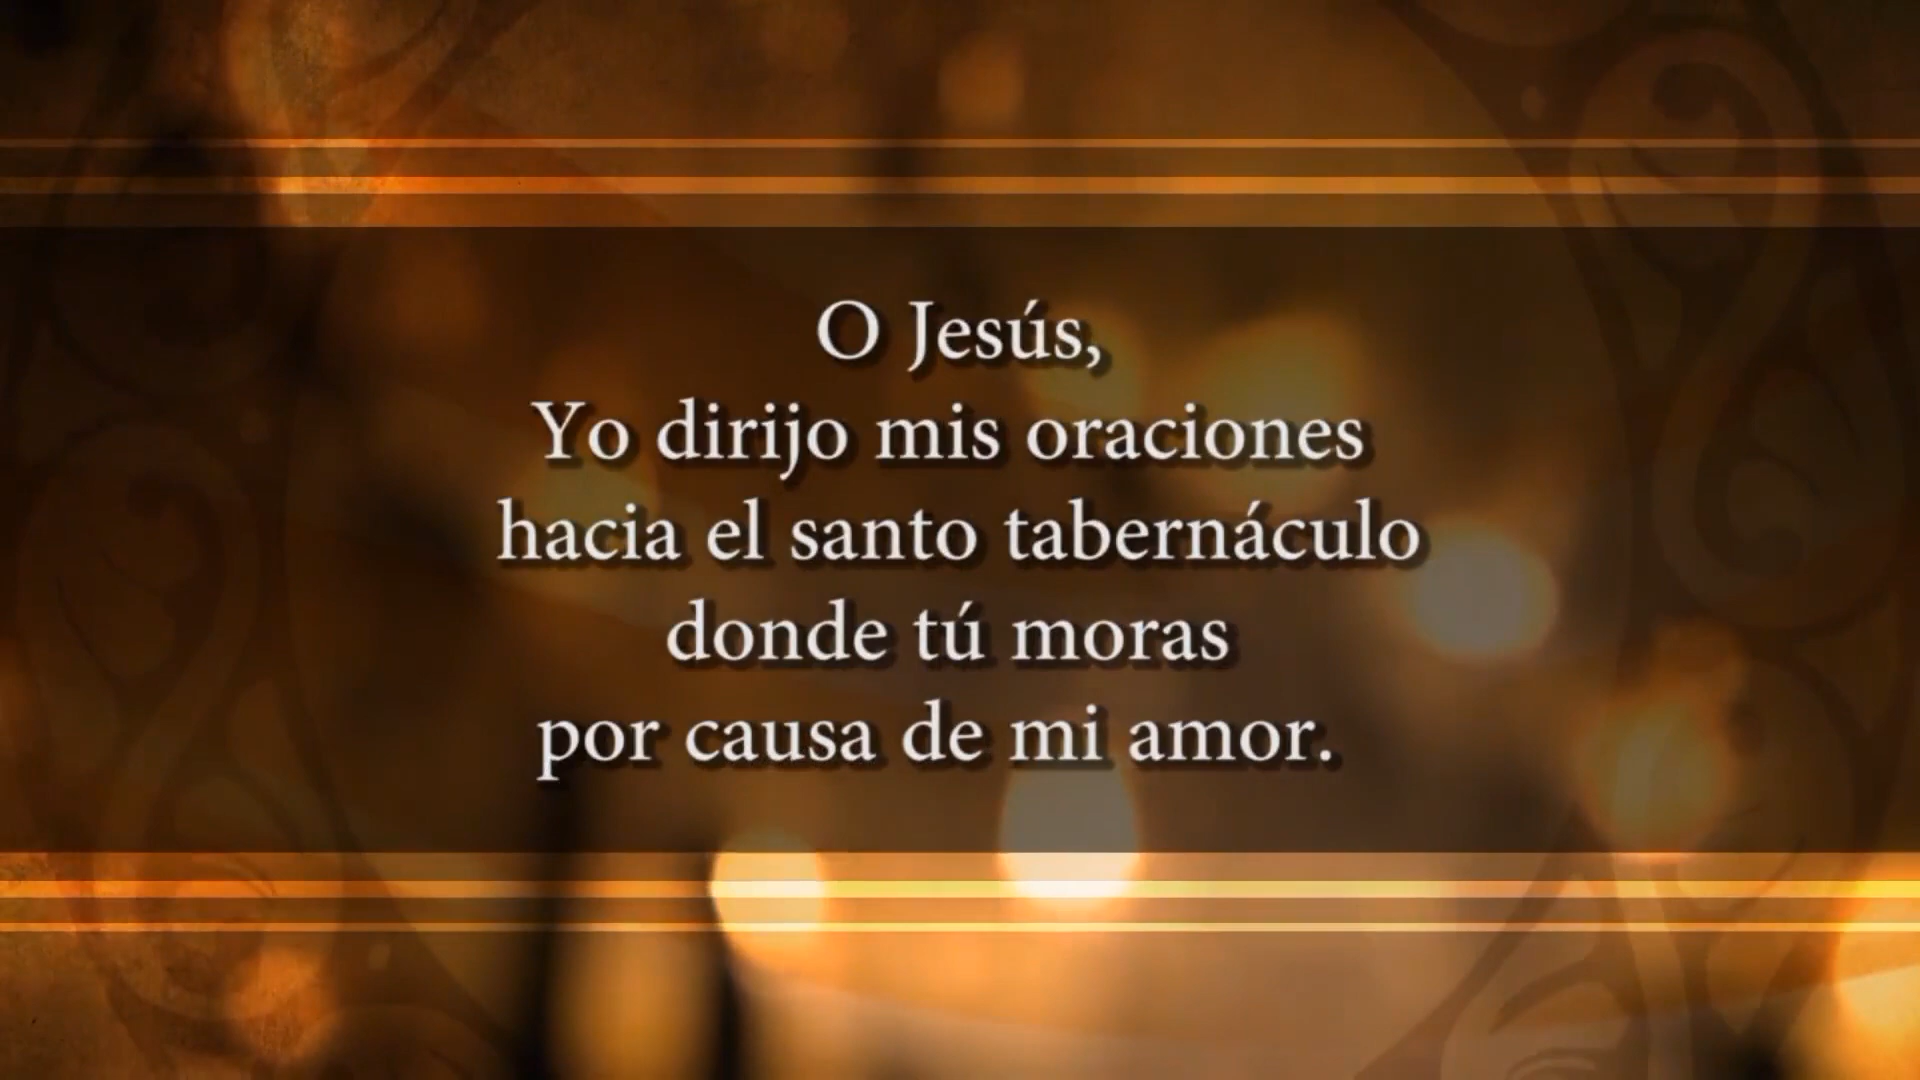 O Jesús,
Yo dirijo mis oraciones
hacia el santo tabernáculo
donde tú moras
por causa de mi amor.